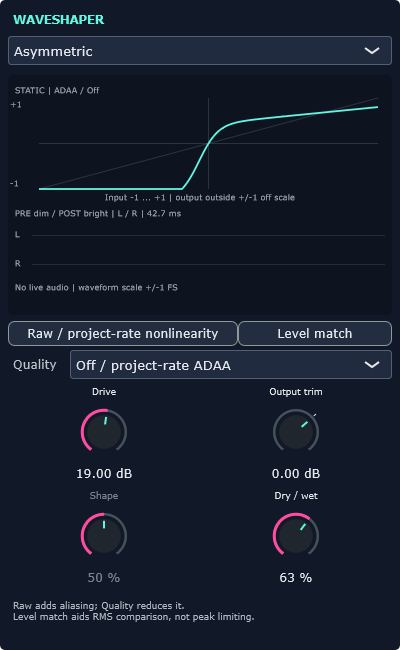 WAVESHAPER
Asymmetric
STATIC | ADAA / Off
+1
-1
Input -1 ... +1 | output outside +/-1 off scale
PRE dim / POST bright | L / R | 42.7 ms
L
R
No live audio | waveform scale +/-1 FS
Raw / project-rate nonlinearity Level match
Quality Off / project-rate ADAA
Drive Output trim
19.00 dB 0.00 dB
Shape Dry / wet
50 % 63 %
Raw adds aliasing; Quality reduces it.
Level match aids RMS comparison, not peak limiting.